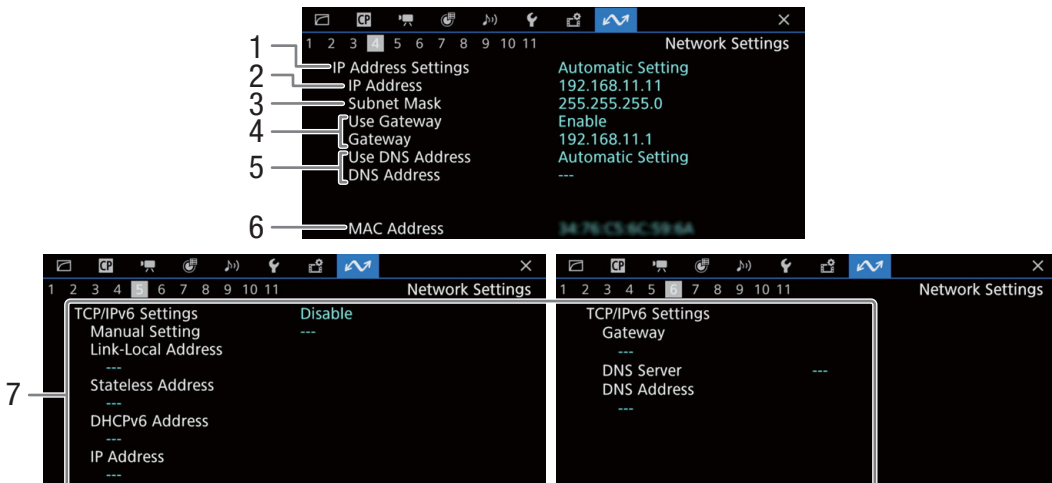 CP
1 2 3 4 5 6 7 8 9 10 11 Network Settings
1 IP Address Settings Automatic Setting
2 IP Address 192.168.11.11
3 Subnet Mask 255.255.255.0
4 Use Gateway Enable
Gateway 192.168.11.1
5 Use DNS Address Automatic Setting
DNS Address ---
6 MAC Address
CP
1 2 3 4 5 6 7 8 9 10 11 Network Settings
7
TCP/IPv6 Settings Disable
Manual Setting ---
Link-Local Address
---
Stateless Address
---
DHCPv6 Address
---
IP Address
---
CP
1 2 3 4 5 6 7 8 9 10 11 Network Settings
TCP/IPv6 Settings
Gateway
---
DNS Server ---
DNS Address
---